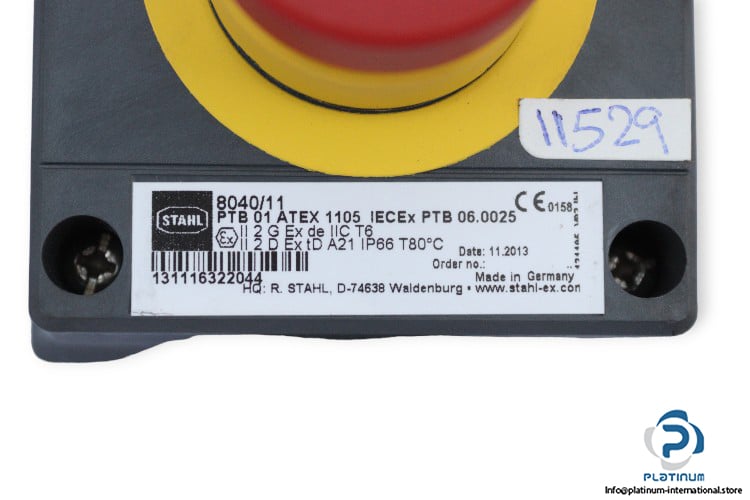 11529
8040/11
PTB 01 ATEX 1105 IECEx PTB 06.0025
CE 0158
STAHL
Ex II 2 G Ex de IIC T6
II 2 D Ex tD A21 IP66 T80°C
Date: 11.2013
Order no.:
131116322044
Made in Germany
HQ: R. STAHL, D-74638 Waldenburg • www.stahl-ex.com
PLATINUM
Info@platinum-international.store